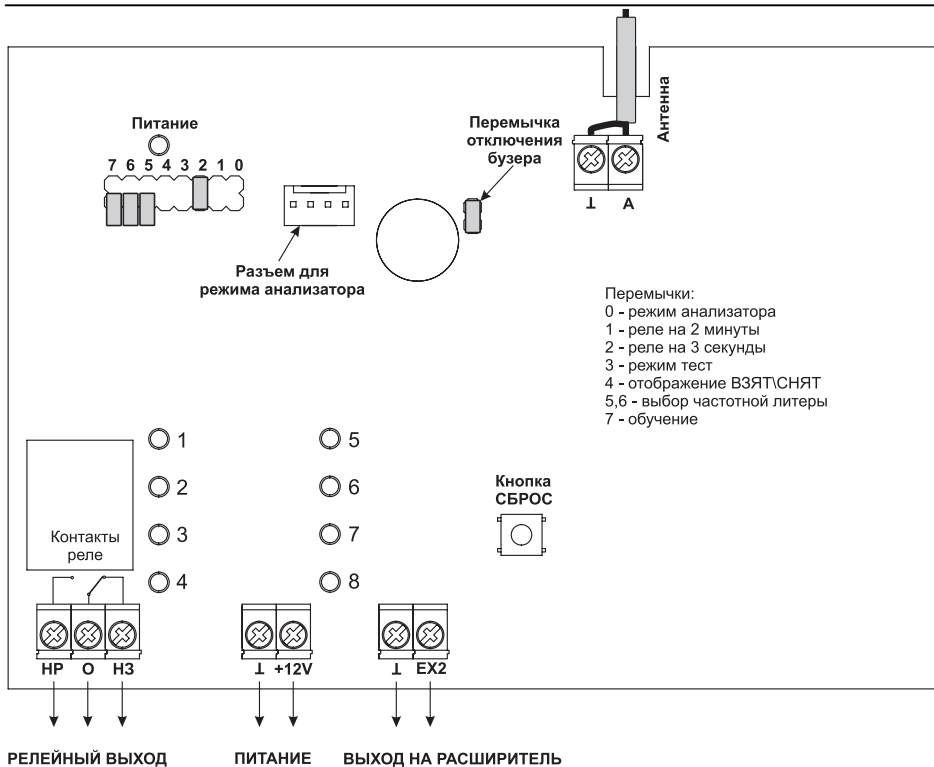 Антенна
Питание
7 6 5 4 3 2 1 0
Перемычка
отключения
бузера
⊥ A
Разъем для
режима анализатора
Перемычки:
0 - режим анализатора
1 - реле на 2 минуты
2 - реле на 3 секунды
3 - режим тест
4 - отображение ВЗЯТ\СНЯТ
5,6 - выбор частотной литеры
7 - обучение
1
2
3
4
5
6
7
8
Кнопка
СБРОС
Контакты
реле
НР О НЗ
⊥ +12V
⊥ EX2
РЕЛЕЙНЫЙ ВЫХОД
ПИТАНИЕ
ВЫХОД НА РАСШИРИТЕЛЬ